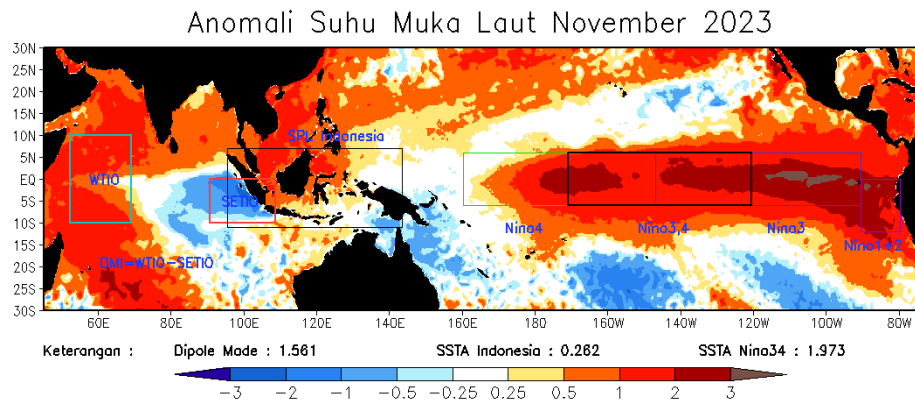 Anomali Suhu Muka Laut November 2023
30N
25N
20N
15N
10N
5N
EQ
5S
10S
15S
20S
25S
30S
SPL Indonesia
WTIO
SETIO
Nino4
Nino3,4
Nino3
Nino1+2
DMI=WTIO-SETIO
60E 80E 100E 120E 140E 160E 180 160W 140W 120W 100W 80W
Keterangan : Dipole Mode : 1.561 SSTA Indonesia : 0.262 SSTA Nino34 : 1.973
-3 -2 -1 -0.5 -0.25 0.25 0.5 1 2 3